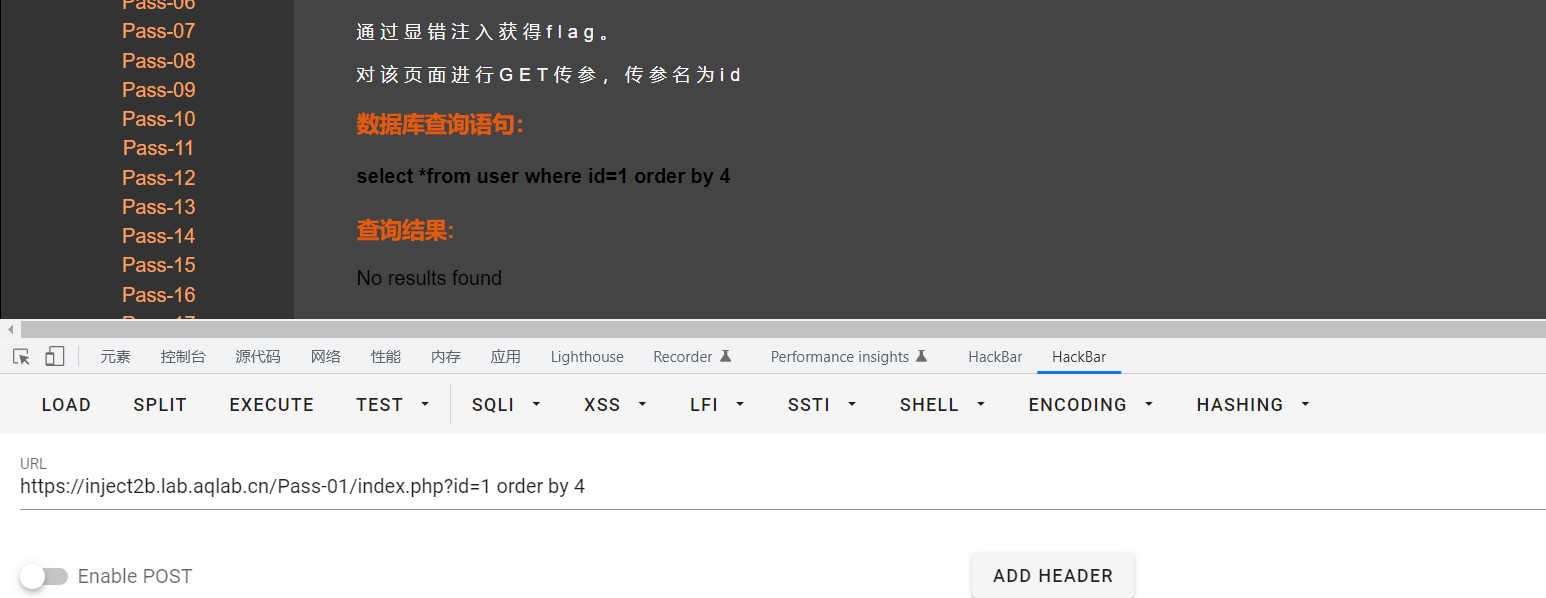 Pass-06
Pass-07
Pass-08
Pass-09
Pass-10
Pass-11
Pass-12
Pass-13
Pass-14
Pass-15
Pass-16
Pass-17
通过显错注入获得flag。
对该页面进行GET传参，传参名为id
数据库查询语句：
select *from user where id=1 order by 4
查询结果:
No results found
元素 控制台 源代码 网络 性能 内存 应用 Lighthouse Recorder Performance insights HackBar HackBar
LOAD SPLIT EXECUTE TEST SQLI XSS LFI SSTI SHELL ENCODING HASHING
URL
https://inject2b.lab.aqlab.cn/Pass-01/index.php?id=1 order by 4
Enable POST ADD HEADER